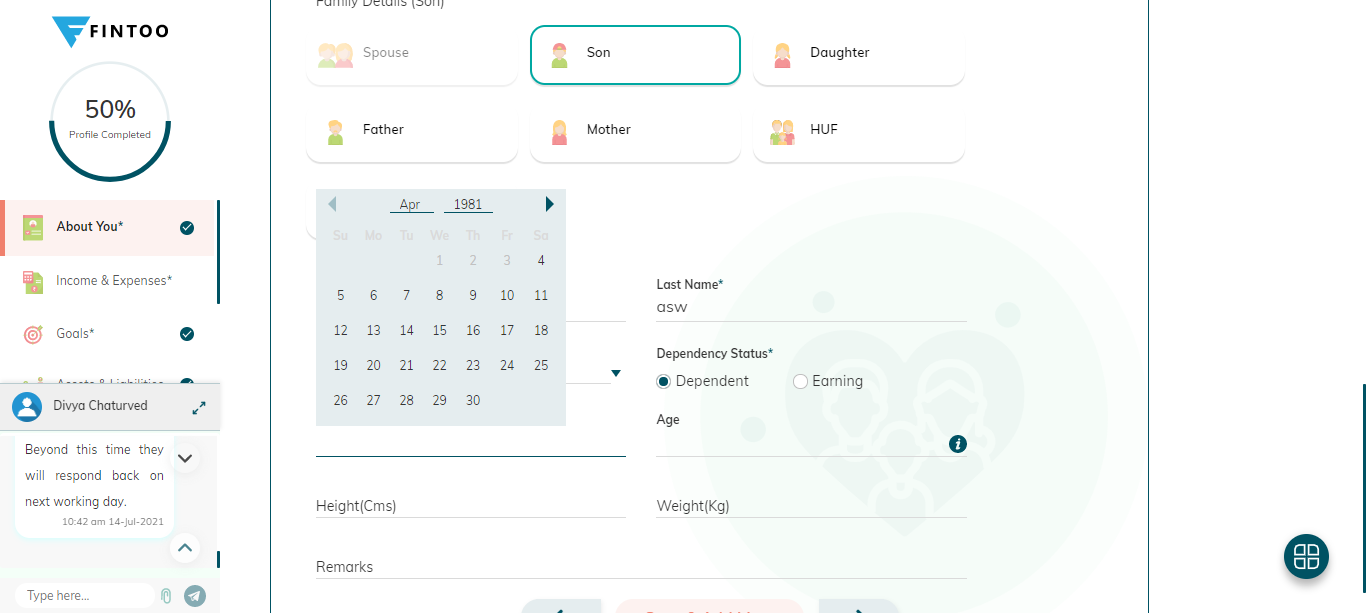 FINTOO
50%
Profile Completed
About You*
Income & Expenses*
Goals*
Assets & Liabilities
Divya Chaturved
Beyond this time they
will respond back on
next working day.
10:42 am 14-Jul-2021
Type here...
Family Details (Son)
Spouse
Son
Daughter
Father
Mother
HUF
Apr 1981
Su Mo Tu We Th Fr Sa
1 2 3 4
5 6 7 8 9 10 11
12 13 14 15 16 17 18
19 20 21 22 23 24 25
26 27 28 29 30
Last Name*
asw
Dependency Status*
Dependent
Earning
Age
Height(Cms)
Weight(Kg)
Remarks